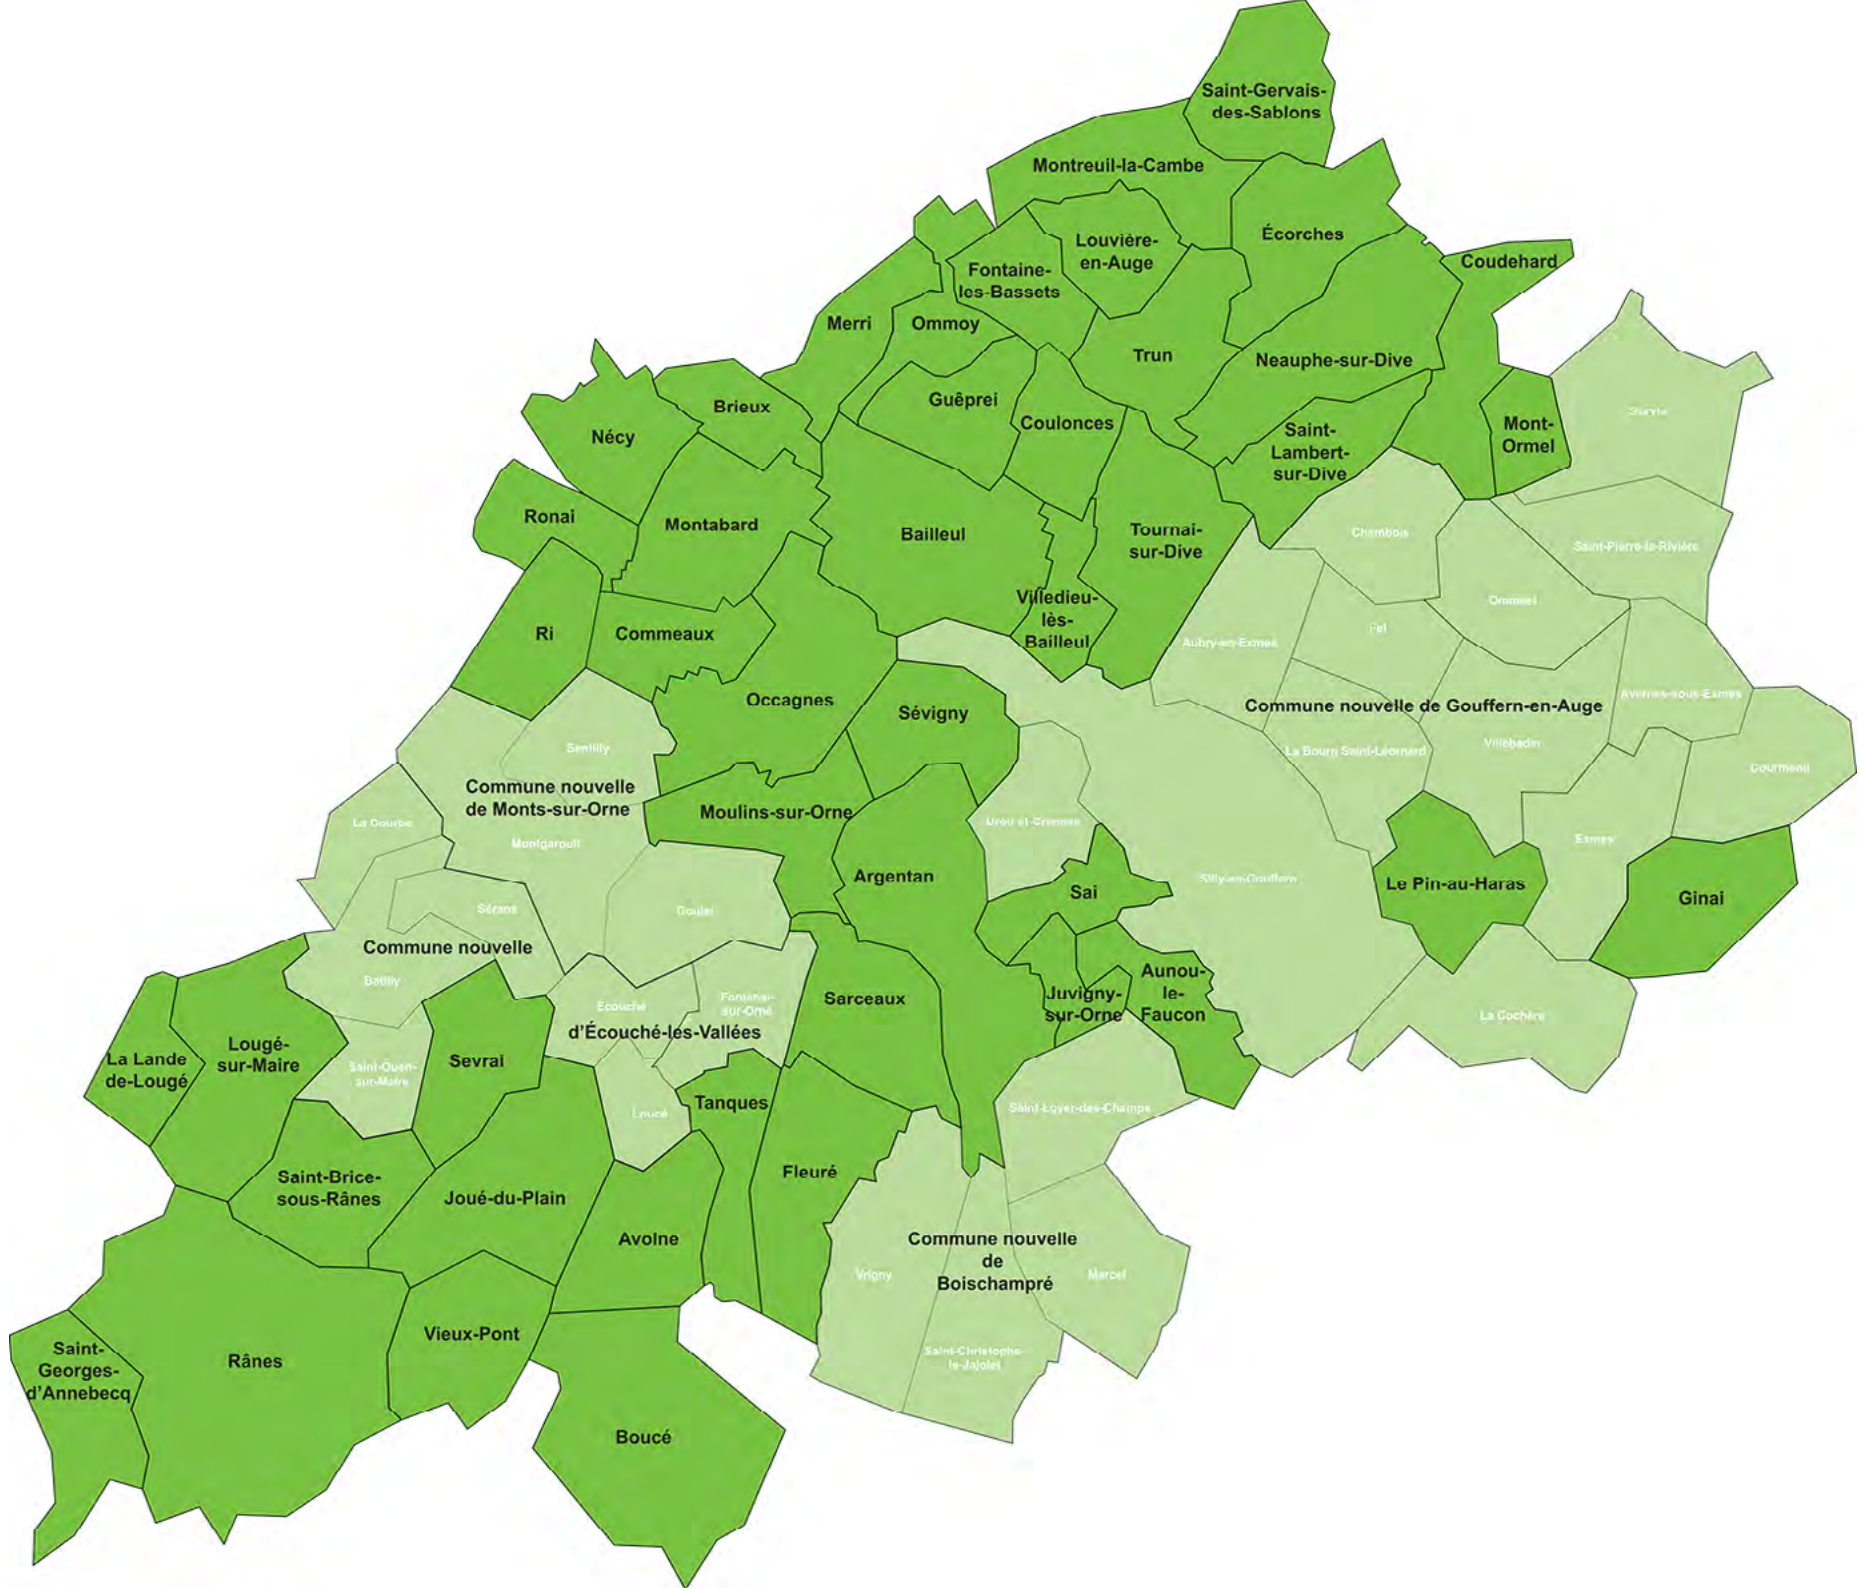 Saint-Gervais-
des-Sablons
Montreuil-la-Cambe
Écorches
Louvière-
en-Auge
Coudehard
Fontaine-
les-Bassets
Merri
Ommoy
Trun
Neauphe-sur-Dive
Guêprei
Brieux
Nécy
Coulonces
Mont-
Ormel
Survie
Saint-
Lambert-
sur-Dive
Ronai
Montabard
Bailleul
Tournai-
sur-Dive
Chambois
Saint-Pierre-la-Rivière
Villedieu-
lès-
Bailleul
Ommeel
Fel
Ri
Commeaux
Aubry-en-Exmes
Occagnes
Sévigny
Avernes-sous-Exmes
Commune nouvelle de Gouffern-en-Auge
Sentilly
Le Bourg Saint-Léonard
Villebadin
Courménil
Commune nouvelle
de Monts-sur-Orne
Moulins-sur-Orne
La Courbe
Urou-et-Crennes
Montgaroult
Exmes
Argentan
Silly-en-Gouffern
Le Pin-au-Haras
Sai
Ginai
Sérans
Goulet
Commune nouvelle
Batilly
Aunou-
le-
Faucon
Juvigny-
sur-Orne
Sarceaux
Écouché
Fontenai-
sur-Orne
La Cochère
d'Écouché-les-Vallées
Lougé-
sur-Maire
La Lande
de-Lougé
Sevrai
Saint-Ouen-
sur-Maire
Tanques
Loucé
Saint-Loyer-des-Champs
Fleuré
Saint-Brice-
sous-Rânes
Joué-du-Plain
Avoine
Commune nouvelle
de
Boischampré
Vrigny
Marcei
Vieux-Pont
Saint-Christophe-
le-Jajolet
Saint-
Georges-
d'Annebecq
Rânes
Boucé